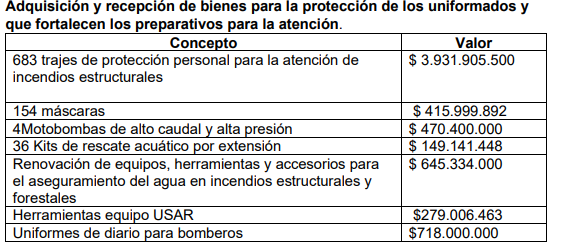 Adquisición y recepción de bienes para la protección de los uniformados y
que fortalecen los preparativos para la atención.
Concepto Valor
683 trajes de protección personal para la atención de $ 3.931.905.500
incendios estructurales
154 máscaras $ 415.999.892
4Motobombas de alto caudal y alta presión $ 470.400.000
36 Kits de rescate acuático por extensión $ 149.141.448
Renovación de equipos, herramientas y accesorios para $ 645.334.000
el aseguramiento del agua en incendios estructurales y
forestales
Herramientas equipo USAR $279.006.463
Uniformes de diario para bomberos $718.000.000